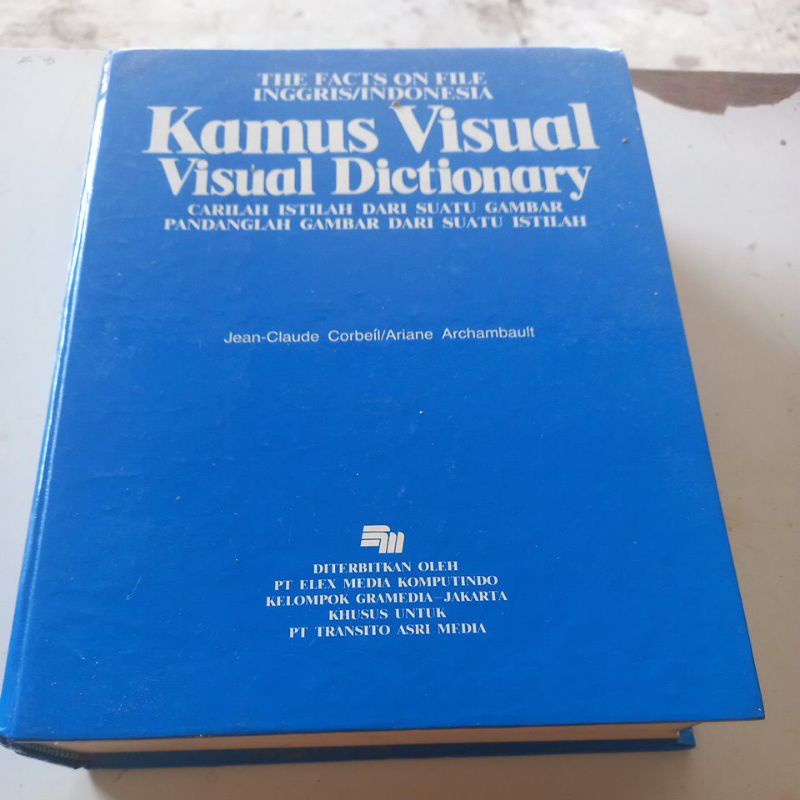 THE FACTS ON FILE
INGGRIS/INDONESIA
Kamus Visual
Visual Dictionary
CARILAH ISTILAH DARI SUATU GAMBAR
PANDANGLAH GAMBAR DARI SUATU ISTILAH
Jean-Claude Corbeíl/Ariane Archambault
DITERBITKAN OLEH
PT ELEX MEDIA KOMPUTINDO
KELOMPOK GRAMEDIA–JAKARTA
KHUSUS UNTUK
PT TRANSITO ASRI MEDIA